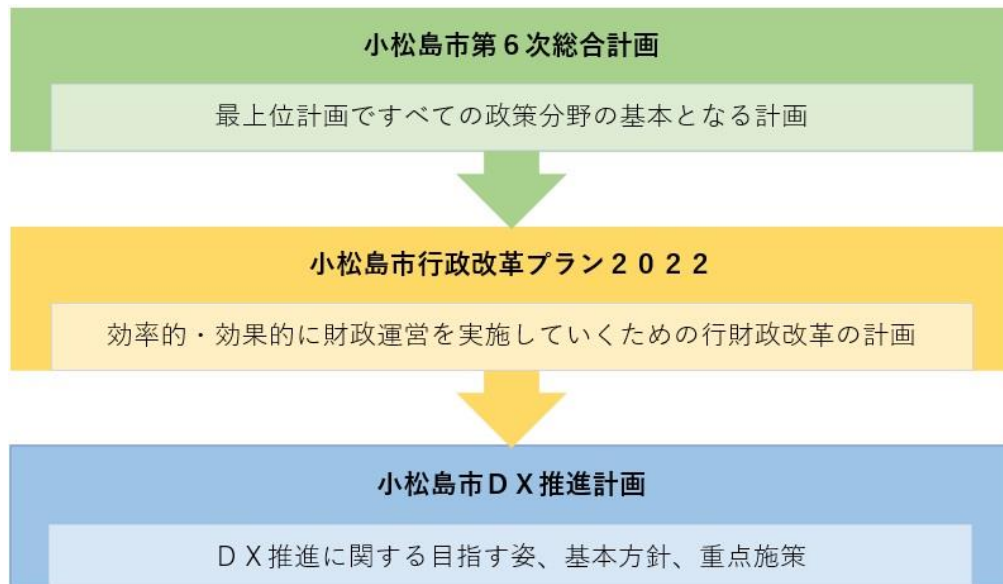 小松島市第６次総合計画
最上位計画ですべての政策分野の基本となる計画
小松島市行政改革プラン２０２２
効率的・効果的に財政運営を実施していくための行財政改革の計画
小松島市ＤＸ推進計画
ＤＸ推進に関する目指す姿、基本方針、重点施策